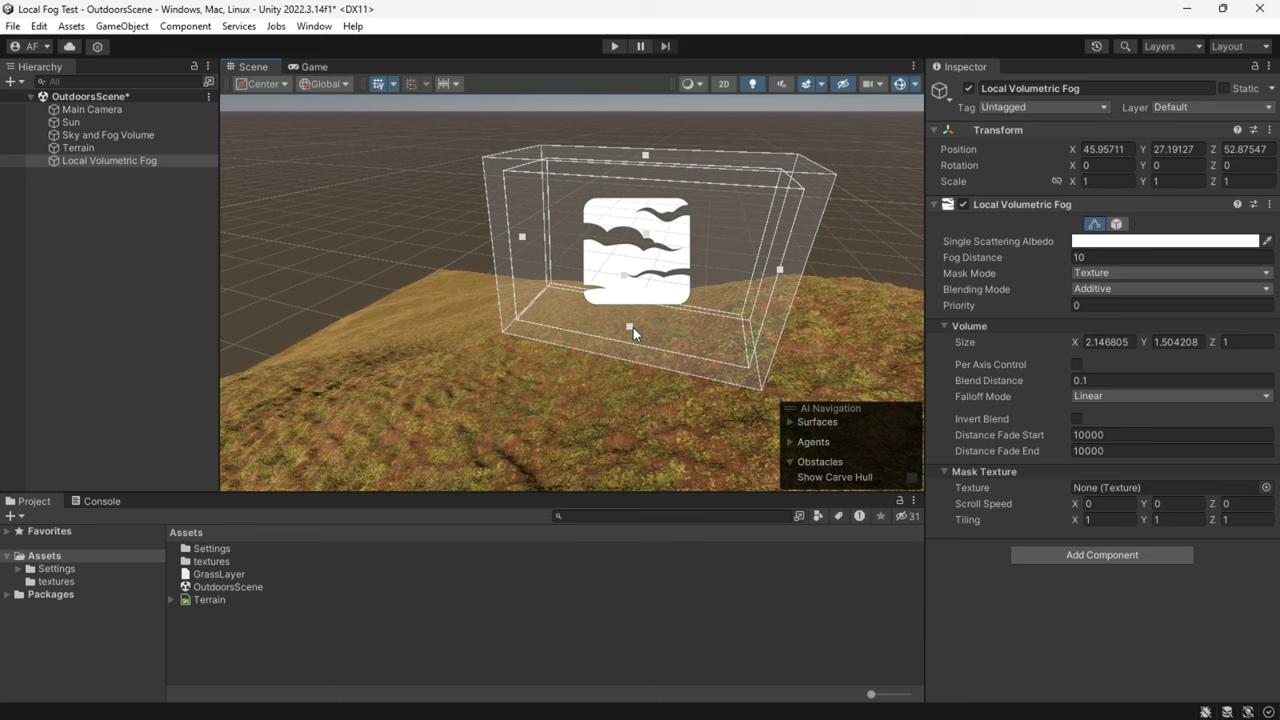 Local Fog Test - OutdoorsScene - Windows, Mac, Linux - Unity 2022.3.14f1* <DX11>
File Edit Assets GameObject Component Services Jobs Window Help
AF Layers Layout
Hierarchy
All
OutdoorsScene*
Main Camera
Sun
Sky and Fog Volume
Terrain
Local Volumetric Fog
Scene Game
Center Global 2D
AI Navigation
Surfaces
Agents
Obstacles
Show Carve Hull
Inspector
Local Volumetric Fog Static
Tag Untagged Layer Default
Transform
Position X 45.95711 Y 27.19127 Z 52.87547
Rotation X 0 Y 0 Z 0
Scale X 1 Y 1 Z 1
Local Volumetric Fog
Single Scattering Albedo
Fog Distance 10
Mask Mode Texture
Blending Mode Additive
Priority 0
Volume
Size X 2.146805 Y 1.504208 Z 1
Per Axis Control
Blend Distance 0.1
Falloff Mode Linear
Invert Blend
Distance Fade Start 10000
Distance Fade End 10000
Mask Texture
Texture None (Texture)
Scroll Speed X 0 Y 0 Z 0
Tiling X 1 Y 1 Z 1
Add Component
Project Console
31
Favorites
Assets
Settings
textures
Packages
Assets
Settings
textures
GrassLayer
OutdoorsScene
Terrain